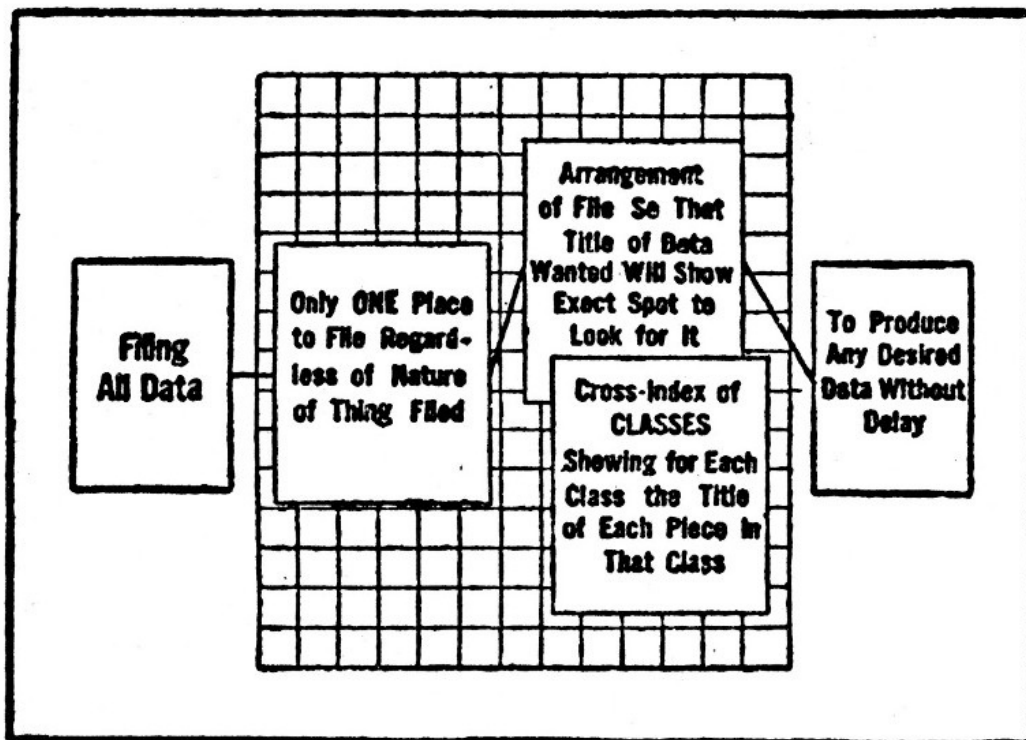 Filing
All Data
Only ONE Place
to File Regard-
less of Nature
of Thing Filed
Arrangement
of File So That
Title of Data
Wanted Will Show
Exact Spot to
Look for It
Cross-Index of
CLASSES
Showing for Each
Class the Title
of Each Piece in
That Class
To Produce
Any Desired
Data Without
Delay